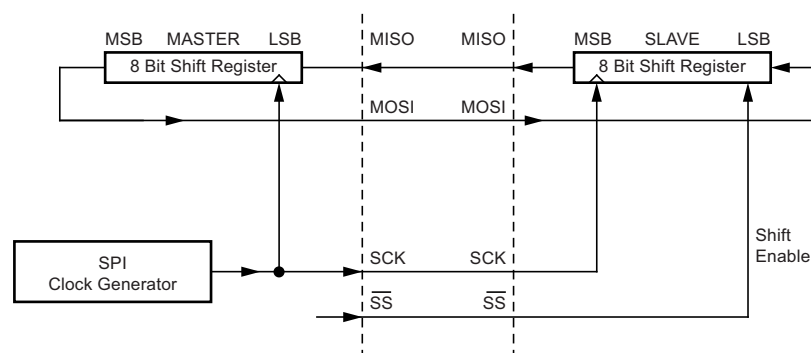 MSB MASTER LSB MISO MISO MSB SLAVE LSB
8 Bit Shift Register 8 Bit Shift Register
MOSI MOSI
Shift
Enable
SPI
Clock Generator
SCK SCK
SS SS